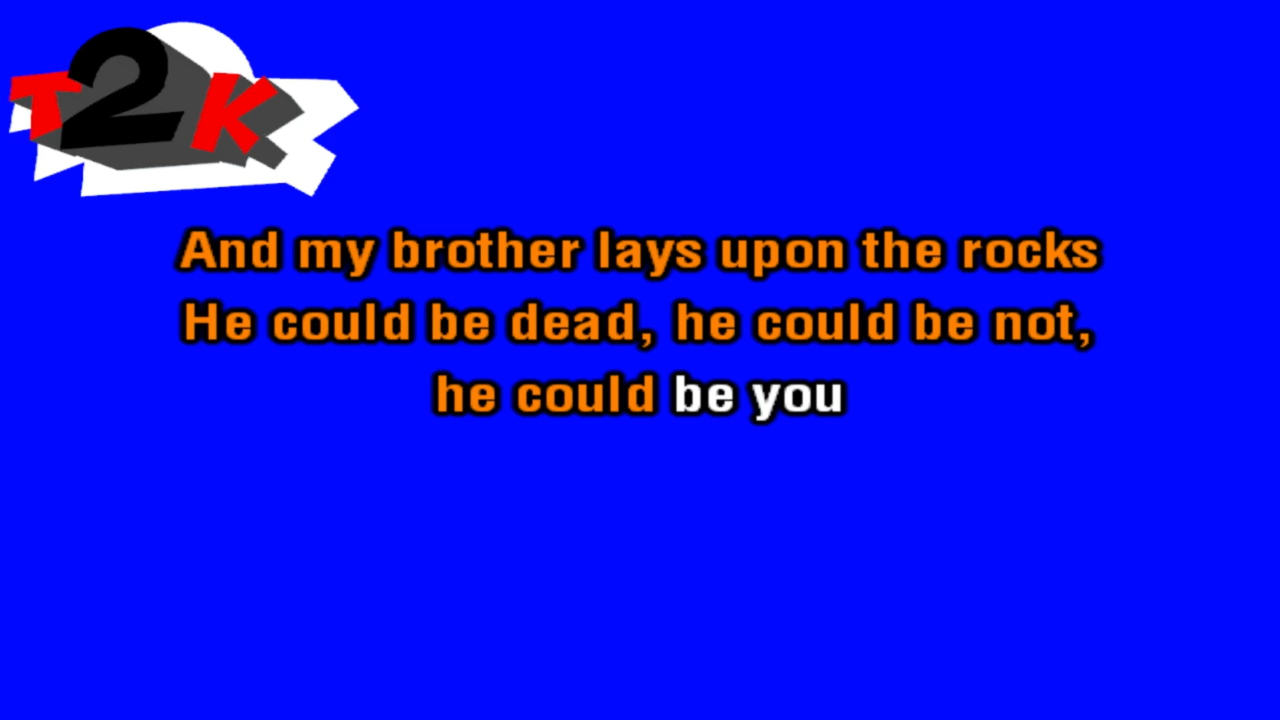 T2K
And my brother lays upon the rocks
He could be dead, he could be not,
he could be you